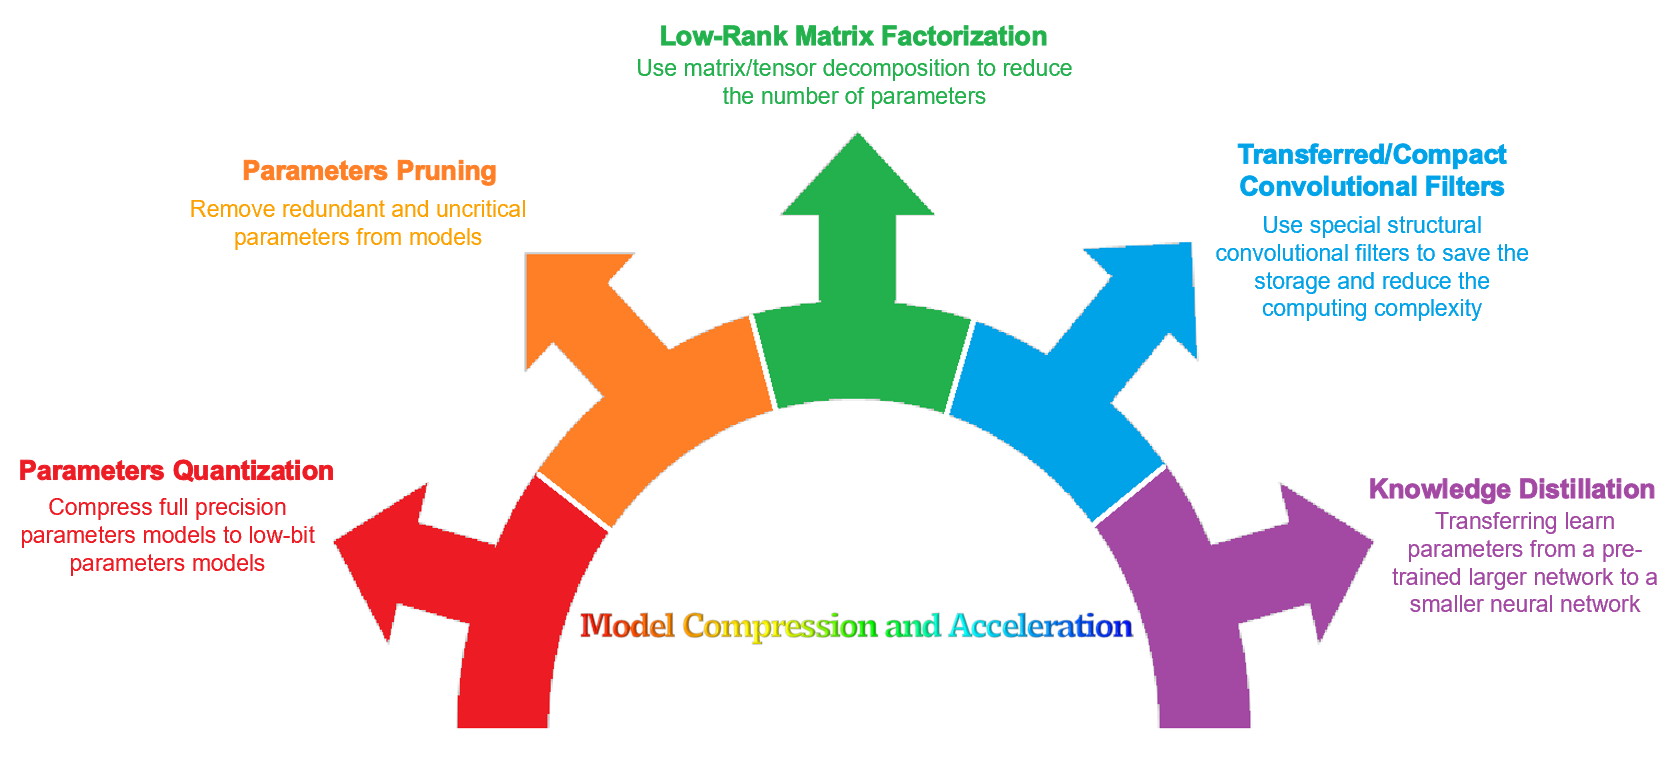 Low-Rank Matrix Factorization
Use matrix/tensor decomposition to reduce
the number of parameters
Parameters Pruning
Remove redundant and uncritical
parameters from models
Transferred/Compact
Convolutional Filters
Use special structural
convolutional filters to save the
storage and reduce the
computing complexity
Parameters Quantization
Compress full precision
parameters models to low-bit
parameters models
Knowledge Distillation
Transferring learn
parameters from a pre-
trained larger network to a
smaller neural network
Model Compression and Acceleration